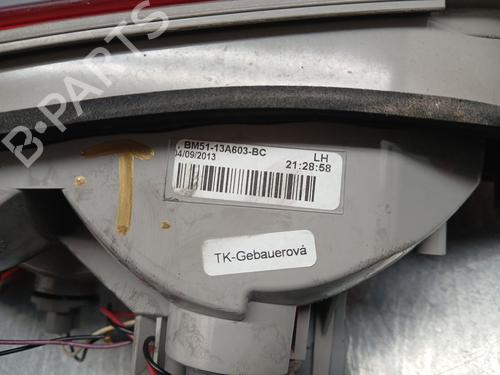 B-PARTS
BM51-13A603-BC LH
04/09/2013 21:28:58
T
TK-Gebauerová